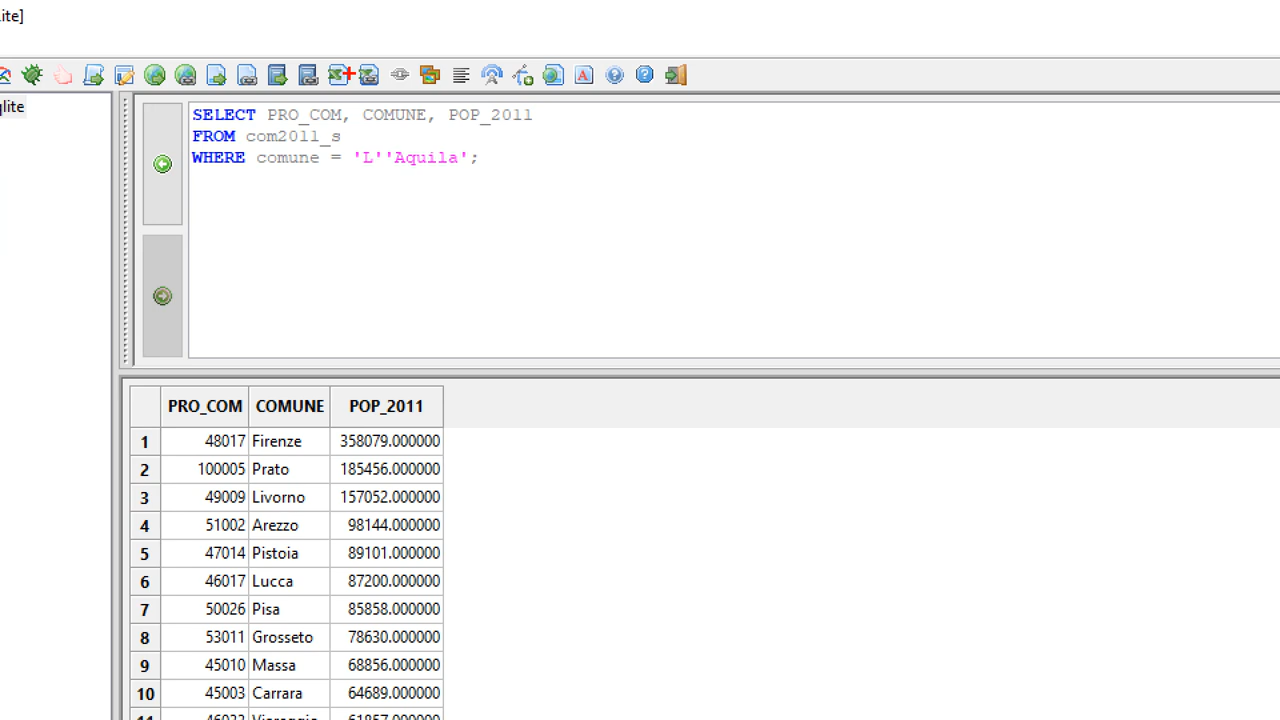 ite]
qlite
SELECT PRO_COM, COMUNE, POP_2011
FROM com2011_s
WHERE comune = 'L''Aquila';
PRO_COM COMUNE POP_2011
1 48017 Firenze 358079.000000
2 100005 Prato 185456.000000
3 49009 Livorno 157052.000000
4 51002 Arezzo 98144.000000
5 47014 Pistoia 89101.000000
6 46017 Lucca 87200.000000
7 50026 Pisa 85858.000000
8 53011 Grosseto 78630.000000
9 45010 Massa 68856.000000
10 45003 Carrara 64689.000000